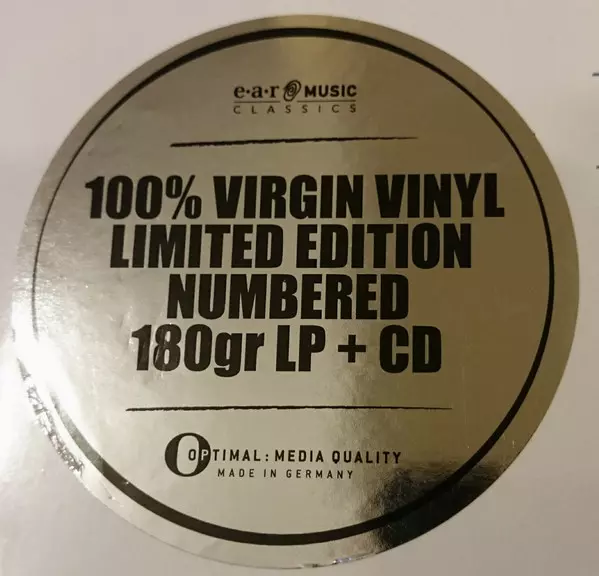 e·a·r MUSIC
CLASSICS
100% VIRGIN VINYL
LIMITED EDITION
NUMBERED
180gr LP + CD
OPTIMAL: MEDIA QUALITY
MADE IN GERMANY